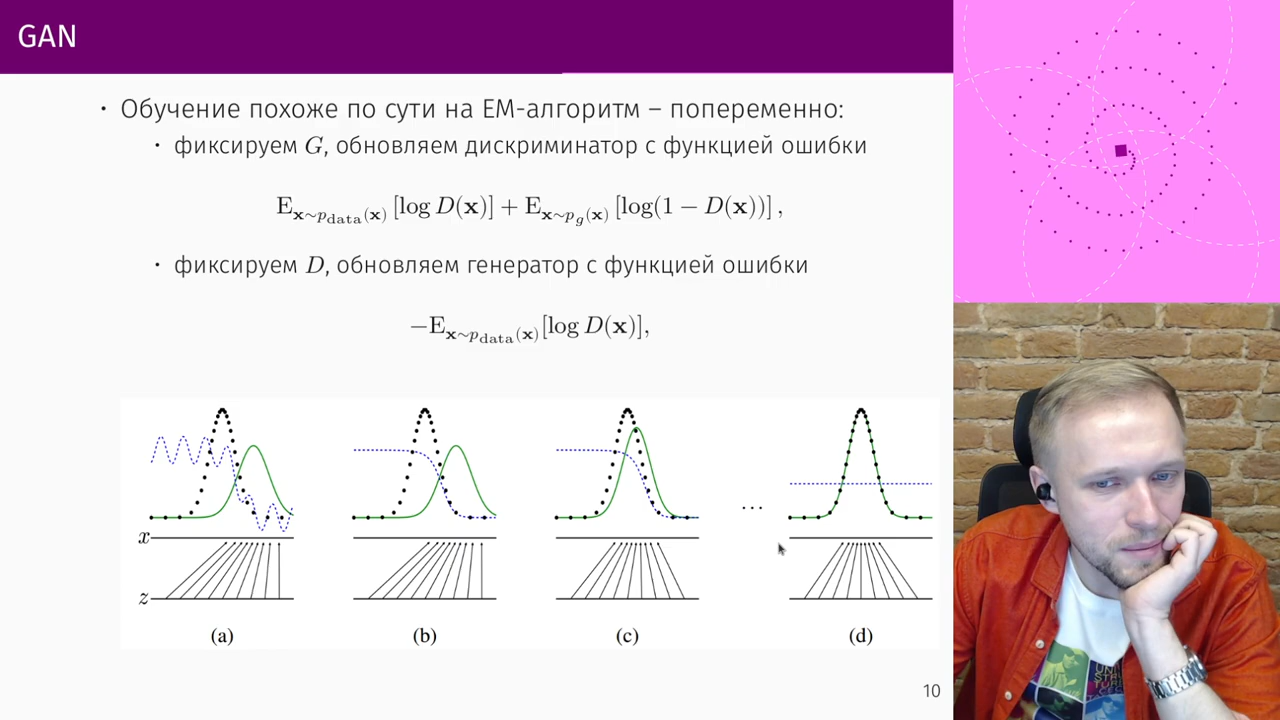 GAN
• Обучение похоже по сути на EM-алгоритм – попеременно:
• фиксируем G, обновляем дискриминатор с функцией ошибки
E_{x∼p_data(x)} [log D(x)] + E_{x∼p_g(x)} [log(1 − D(x))] ,
• фиксируем D, обновляем генератор с функцией ошибки
−E_{x∼p_data(x)}[log D(x)],
...
x
z
(a) (b) (c) (d)
10